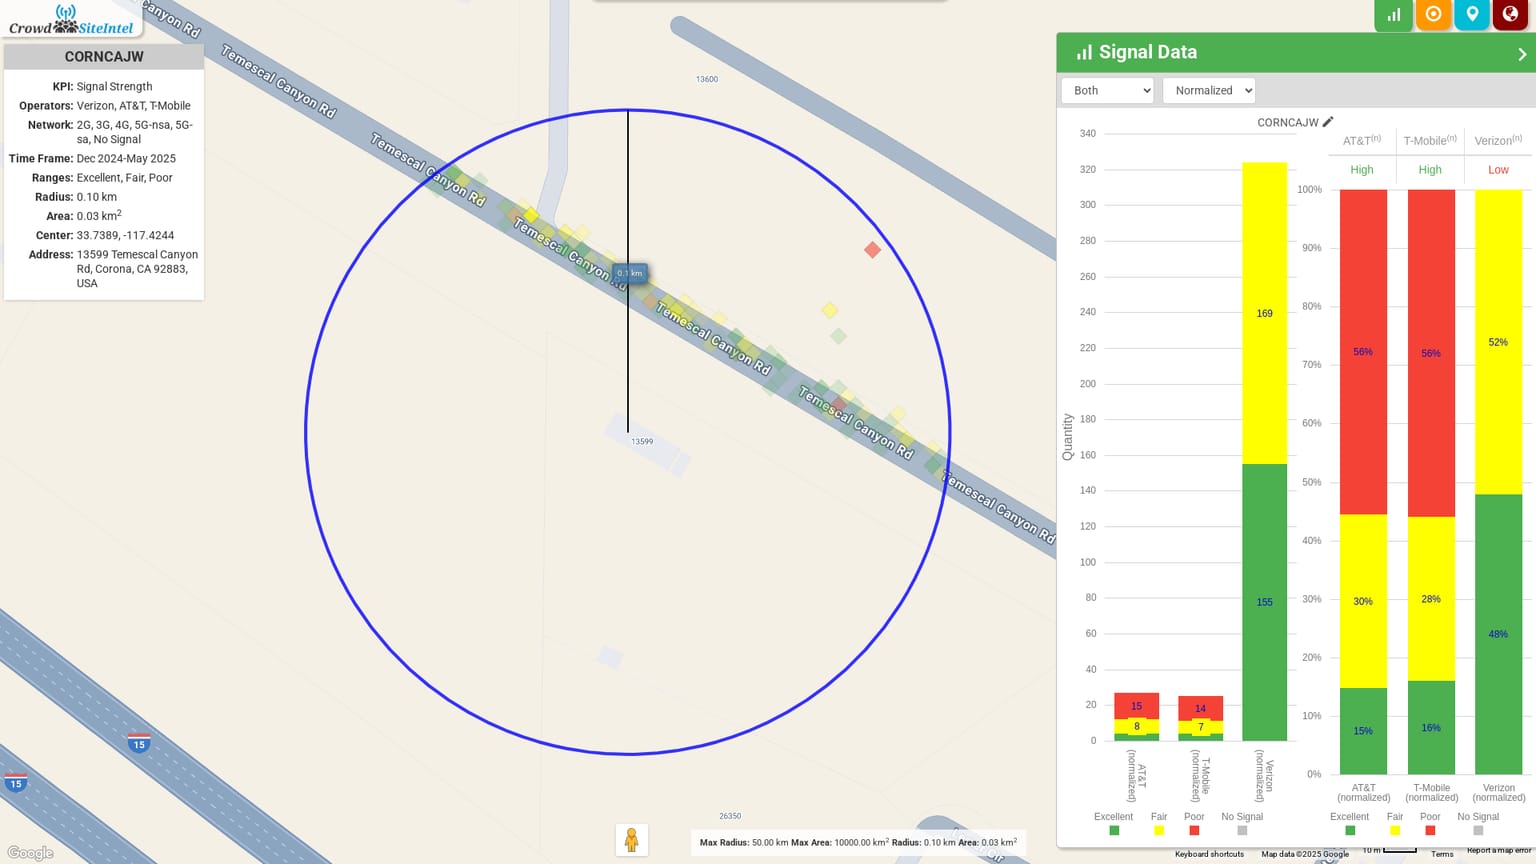 Crowd SiteIntel
CORNCAJW
KPI: Signal Strength
Operators: Verizon, AT&T, T-Mobile
Network: 2G, 3G, 4G, 5G-nsa, 5G-
sa, No Signal
Time Frame: Dec 2024-May 2025
Ranges: Excellent, Fair, Poor
Radius: 0.10 km
Area: 0.03 km²
Center: 33.7389, -117.4244
Address: 13599 Temescal Canyon
Rd, Corona, CA 92883,
USA
Canyon Rd
Temescal Canyon Rd
Temescal Canyon Rd
Temescal Canyon Rd
Temescal Canyon Rd
Temescal Canyon Rd
Temescal Canyon Rd
13600
0.1 km
13599
15
15
26350
Google
Max Radius: 50.00 km Max Area: 10000.00 km² Radius: 0.10 km Area: 0.03 km²
Signal Data
Both
Normalized
CORNCAJW
Quantity
340
320
300
280
260
240
220
200
180
160
140
120
100
80
60
40
20
0
169
155
15
8
14
7
AT&T
(normalized)
T-Mobile
(normalized)
Verizon
(normalized)
Excellent Fair Poor No Signal
AT&T(n) T-Mobile(n) Verizon(n)
High High Low
100%
90%
80%
70%
60%
50%
40%
30%
20%
10%
0%
56%
30%
15%
56%
28%
16%
52%
48%
AT&T
(normalized)
T-Mobile
(normalized)
Verizon
(normalized)
Excellent Fair Poor No Signal
Keyboard shortcuts Map data ©2025 Google 10 m Terms Report a map error